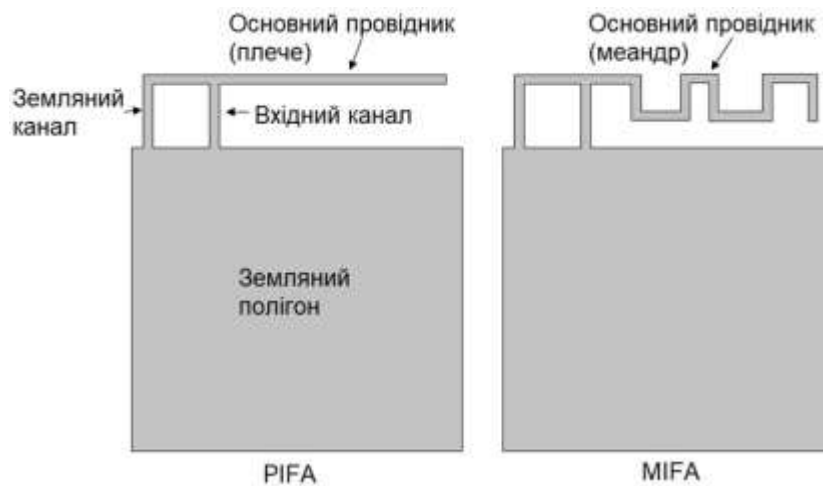 Основний провідник
(плече)
Земляний
канал
Вхідний канал
Земляний
полігон
PIFA
Основний провідник
(меандр)
MIFA